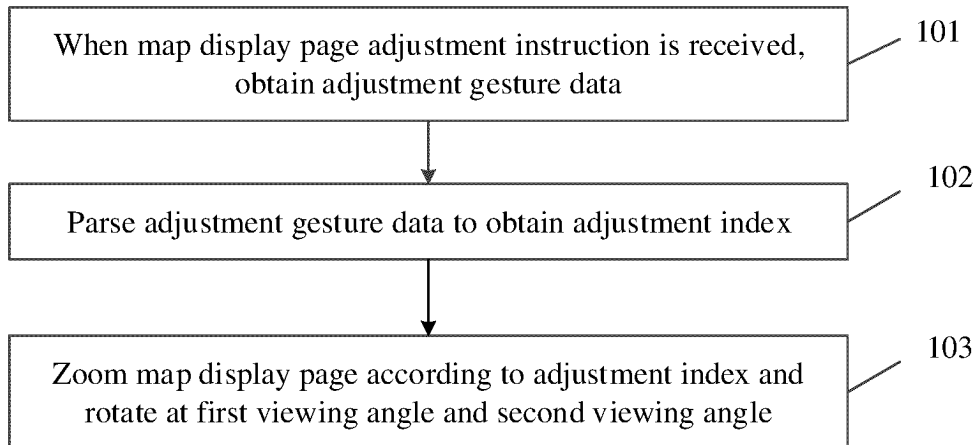 When map display page adjustment instruction is received,
obtain adjustment gesture data
101
Parse adjustment gesture data to obtain adjustment index
102
Zoom map display page according to adjustment index and
rotate at first viewing angle and second viewing angle
103